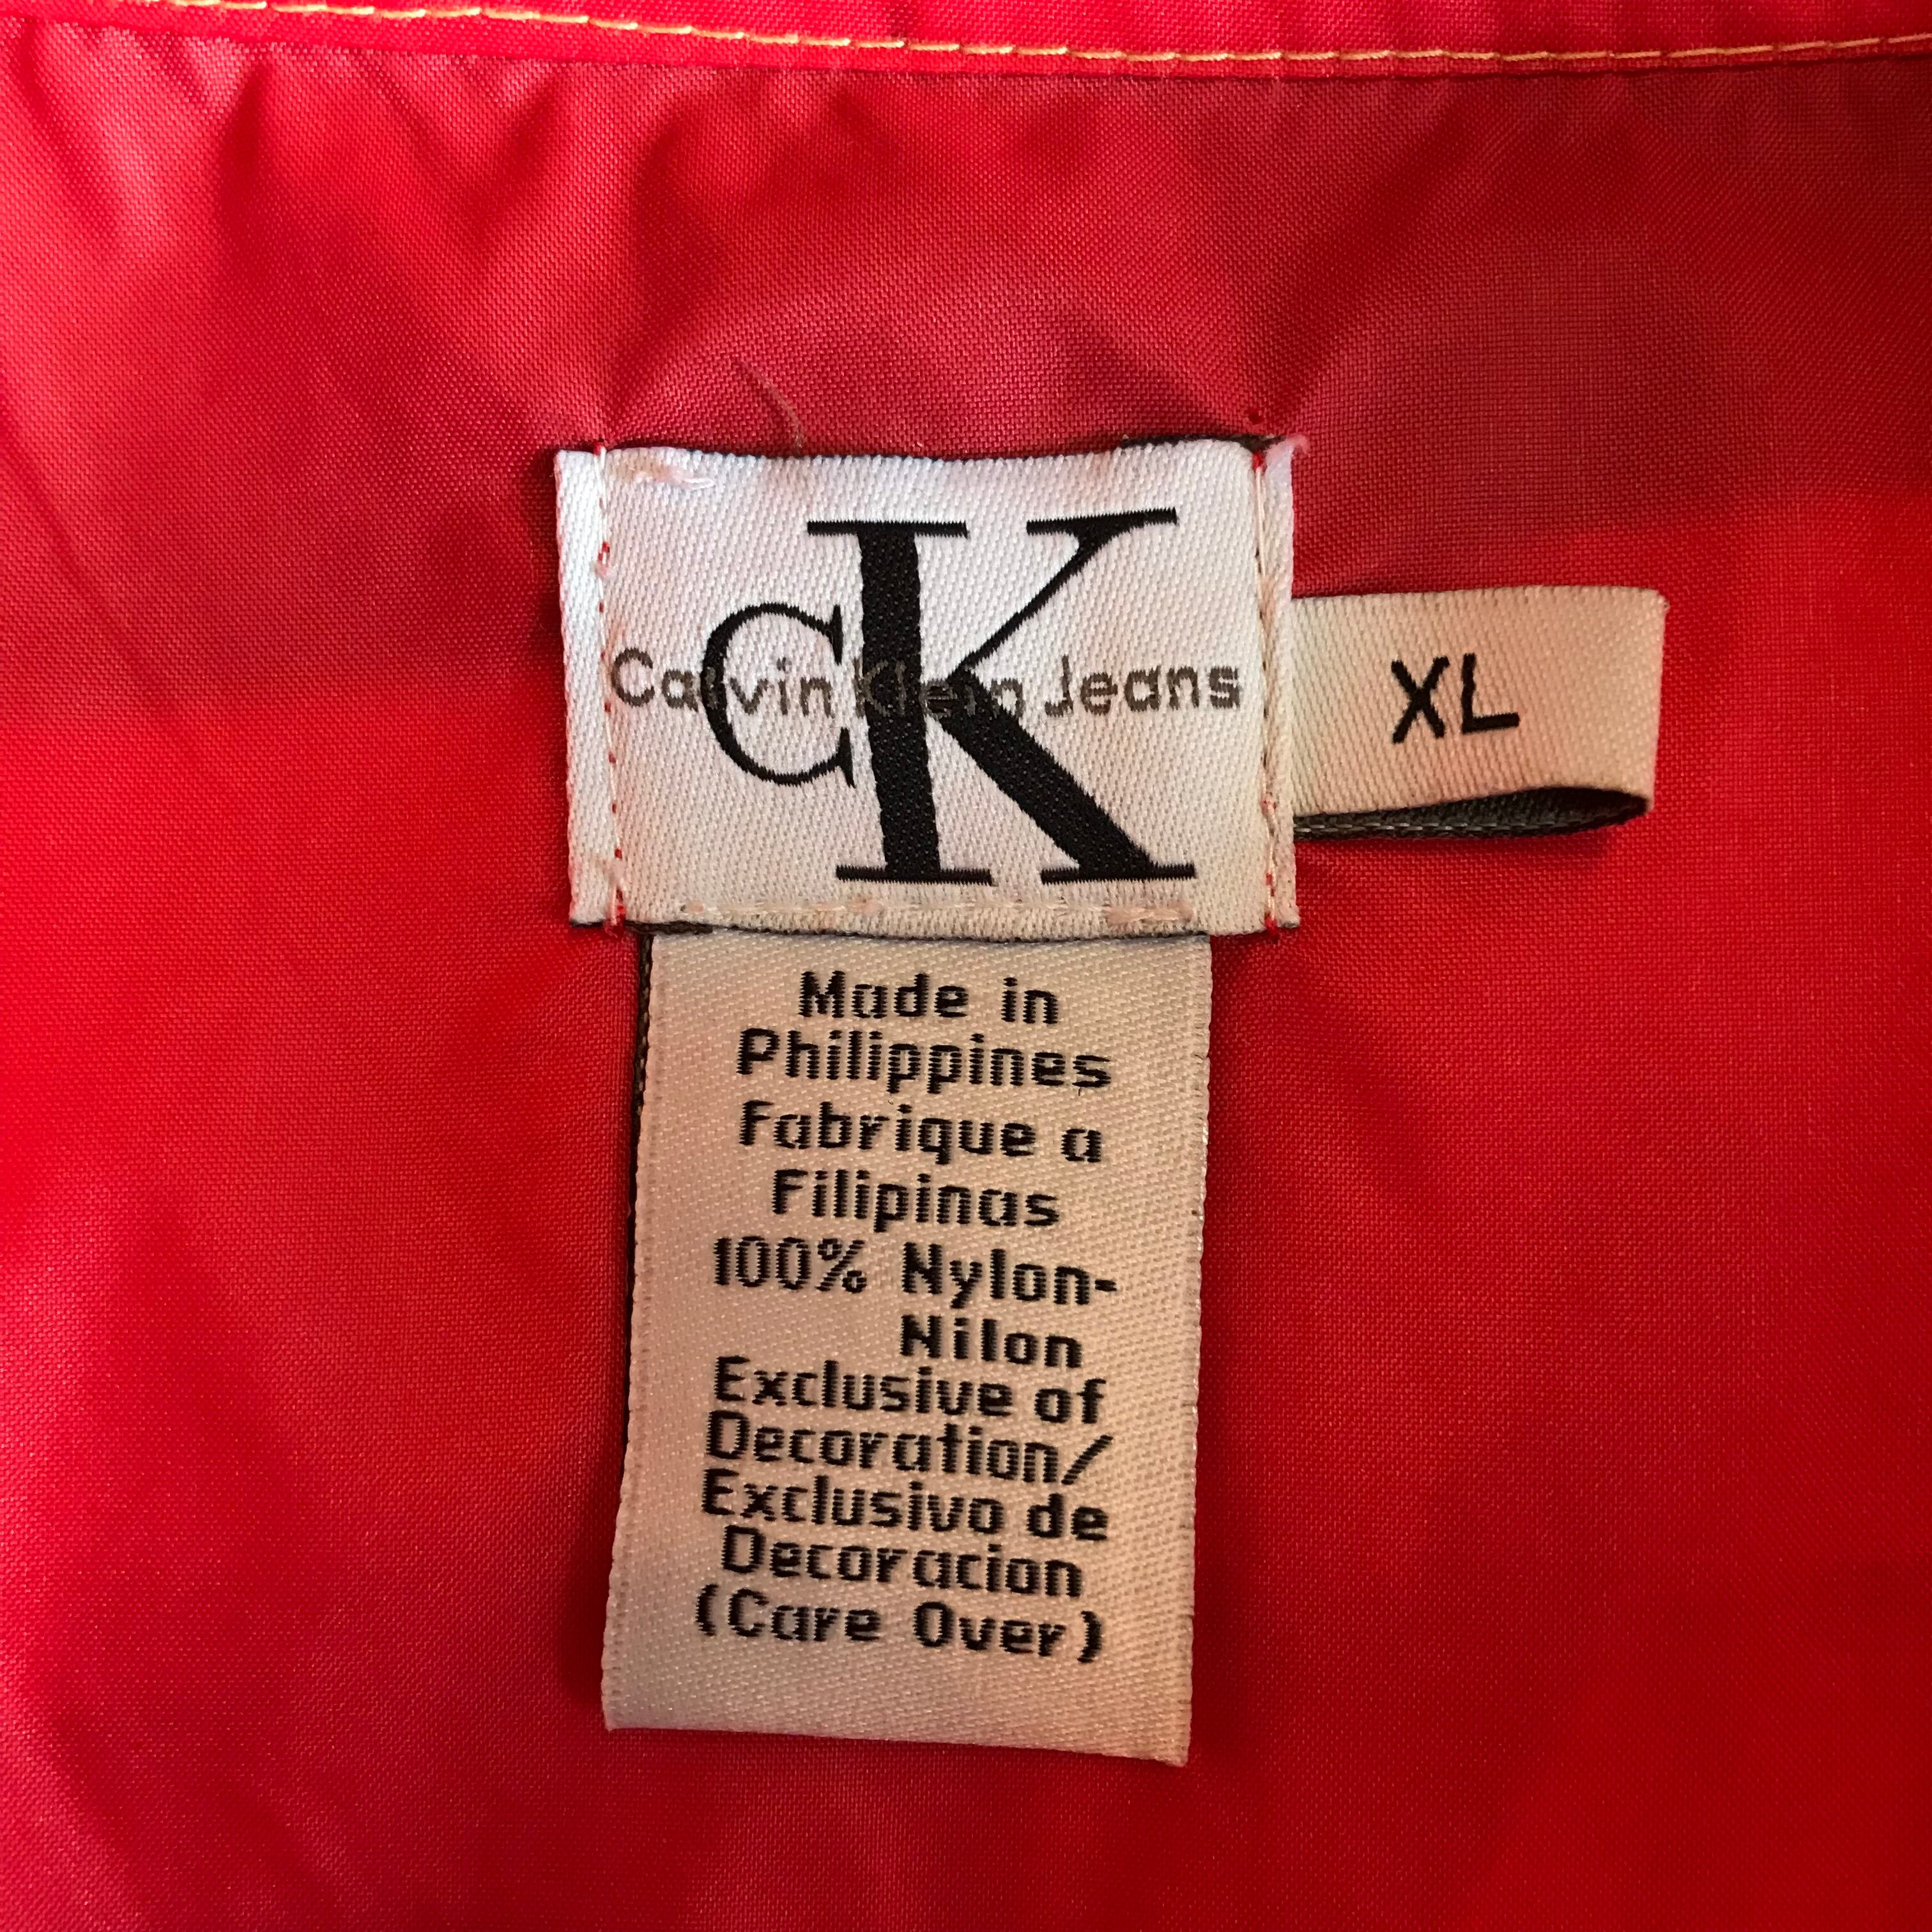 CK
Calvin Klein Jeans
XL
Made in
Philippines
Fabrique a
Filipinas
100% Nylon-
Nilon
Exclusive of
Decoration/
Exclusivo de
Decoracion
(Care Over)